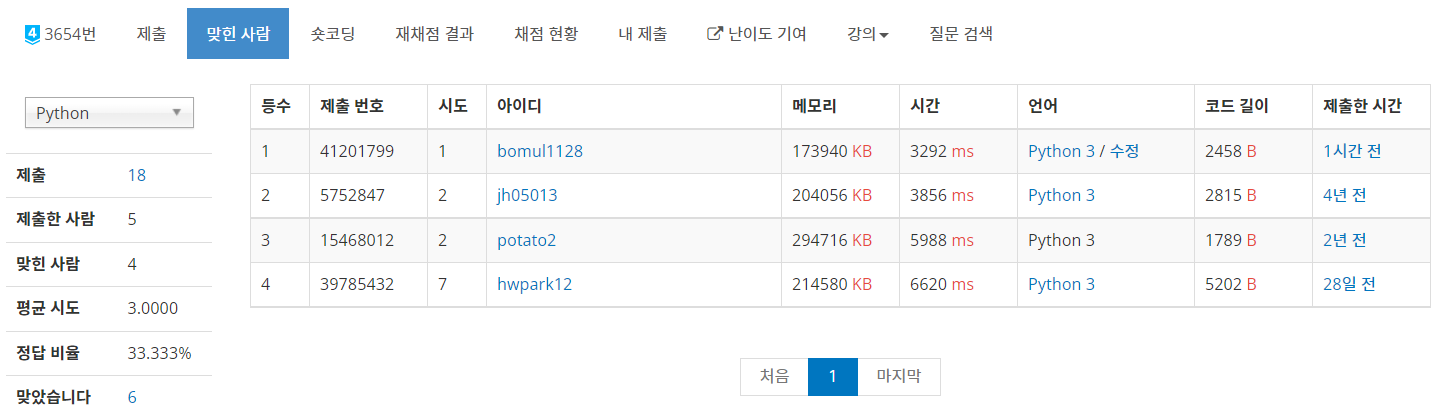 4 3654번 제출 맞힌 사람 숏코딩 재채점 결과 채점 현황 내 제출 난이도 기여 강의 질문 검색
Python
제출 18
제출한 사람 5
맞힌 사람 4
평균 시도 3.0000
정답 비율 33.333%
맞았습니다 6
등수 제출 번호 시도 아이디 메모리 시간 언어 코드 길이 제출한 시간
1 41201799 1 bomul1128 173940 KB 3292 ms Python 3 / 수정 2458 B 1시간 전
2 5752847 2 jh05013 204056 KB 3856 ms Python 3 2815 B 4년 전
3 15468012 2 potato2 294716 KB 5988 ms Python 3 1789 B 2년 전
4 39785432 7 hwpark12 214580 KB 6620 ms Python 3 5202 B 28일 전
처음 1 마지막